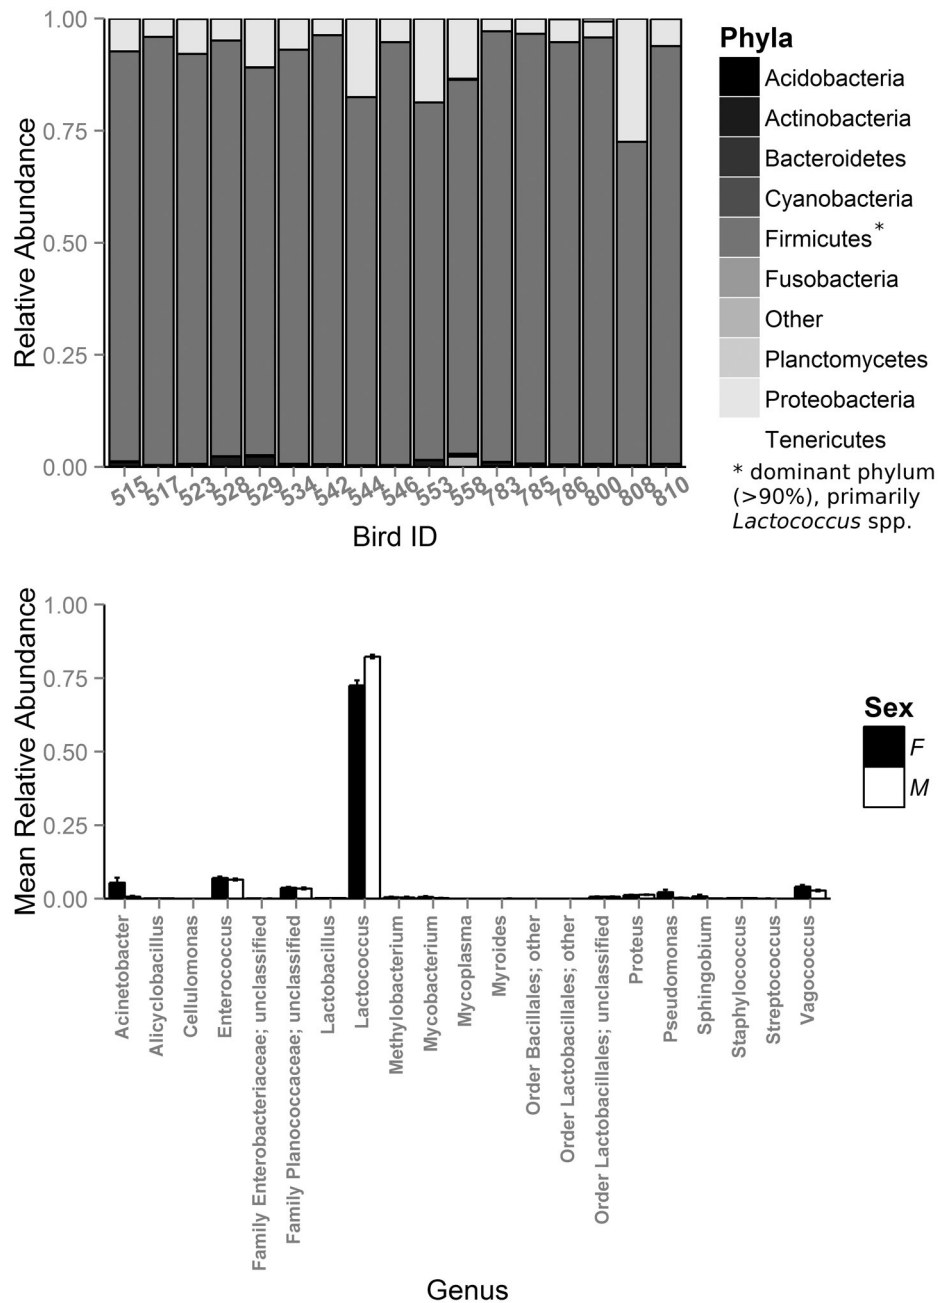 1.00
0.75
0.50
0.25
0.00
Relative Abundance
515 517 523 528 529 534 542 544 546 553 558 783 785 786 800 808 810
Bird ID
Phyla
Acidobacteria
Actinobacteria
Bacteroidetes
Cyanobacteria
Firmicutes*
Fusobacteria
Other
Planctomycetes
Proteobacteria
Tenericutes
* dominant phylum
(>90%), primarily
Lactococcus spp.
1.00
0.75
0.50
0.25
0.00
Mean Relative Abundance
Acinetobacter
Alicyclobacillus
Cellulomonas
Enterococcus
Family Enterobacteriaceae; unclassified
Family Planococcaceae; unclassified
Lactobacillus
Lactococcus
Methylobacterium
Mycobacterium
Mycoplasma
Myroides
Order Bacillales; other
Order Lactobacillales; other
Order Lactobacillales; unclassified
Proteus
Pseudomonas
Sphingobium
Staphylococcus
Streptococcus
Vagococcus
Genus
Sex
F
M